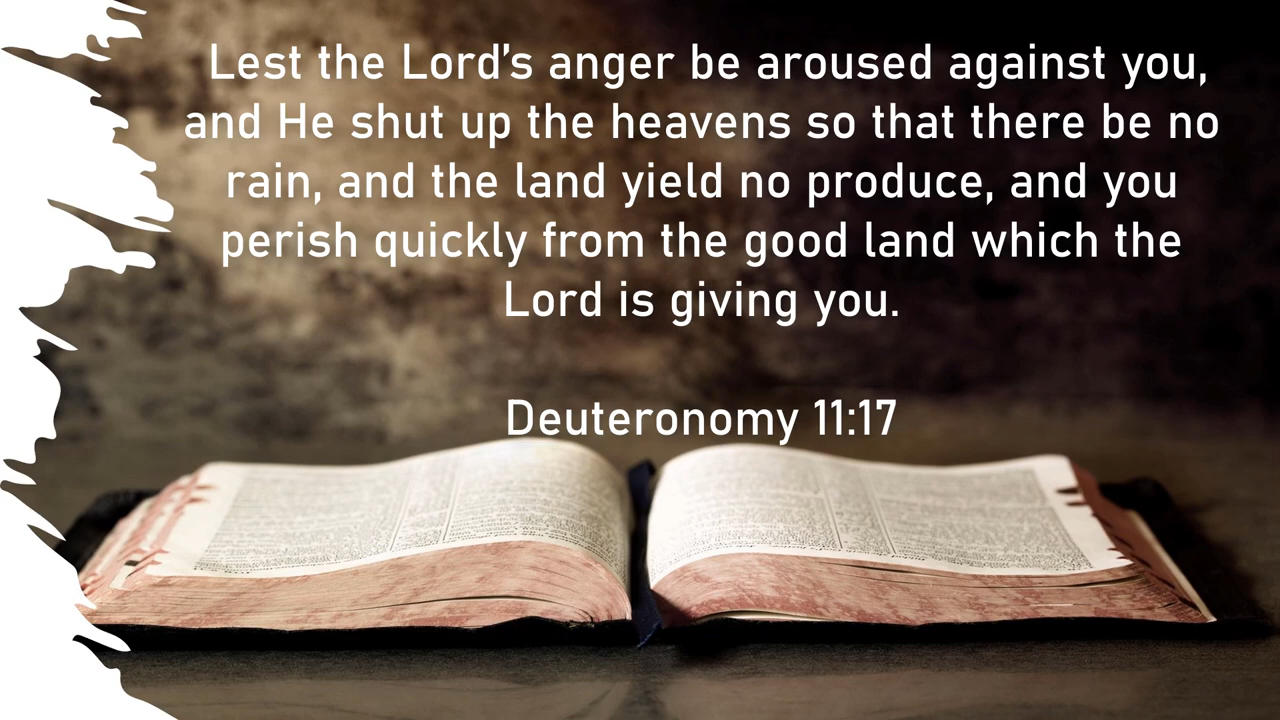 Lest the Lord’s anger be aroused against you,
and He shut up the heavens so that there be no
rain, and the land yield no produce, and you
perish quickly from the good land which the
Lord is giving you.
Deuteronomy 11:17